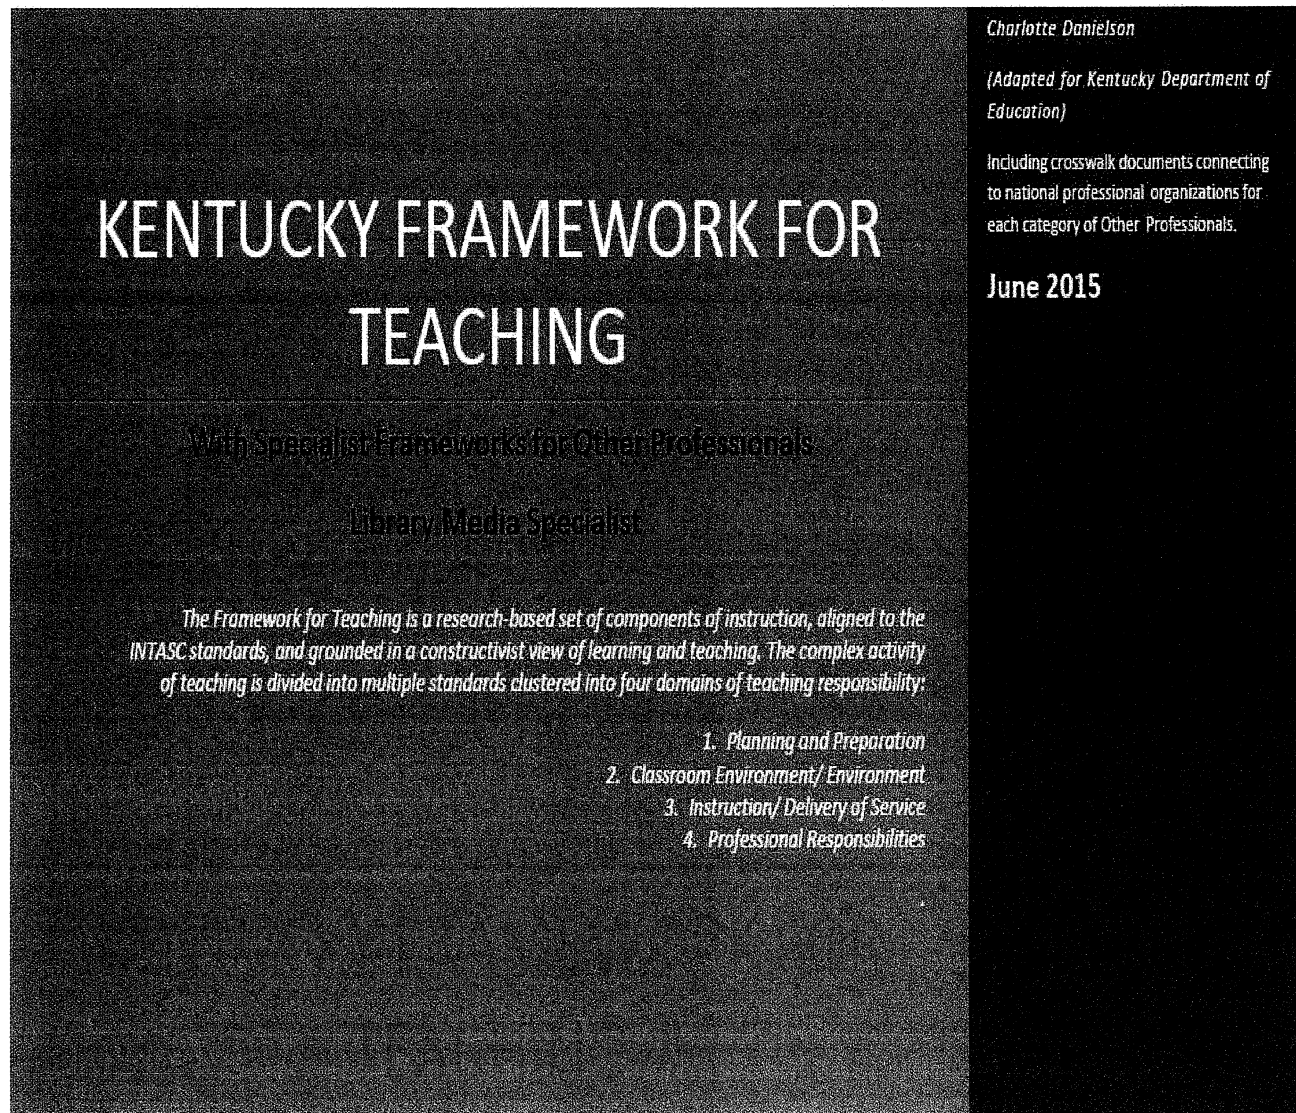 KENTUCKY FRAMEWORK FOR
TEACHING
With Specialist Frameworks for Other Professionals
Library Media Specialist
The Framework for Teaching is a research-based set of components of instruction, aligned to the
INTASC standards, and grounded in a constructivist view of learning and teaching. The complex activity
of teaching is divided into multiple standards clustered into four domains of teaching responsibility:
1. Planning and Preparation
2. Classroom Environment/ Environment
3. Instruction/ Delivery of Service
4. Professional Responsibilities
Charlotte Danielson
(Adapted for Kentucky Department of
Education)
Including crosswalk documents connecting
to national professional organizations for
each category of Other Professionals.
June 2015